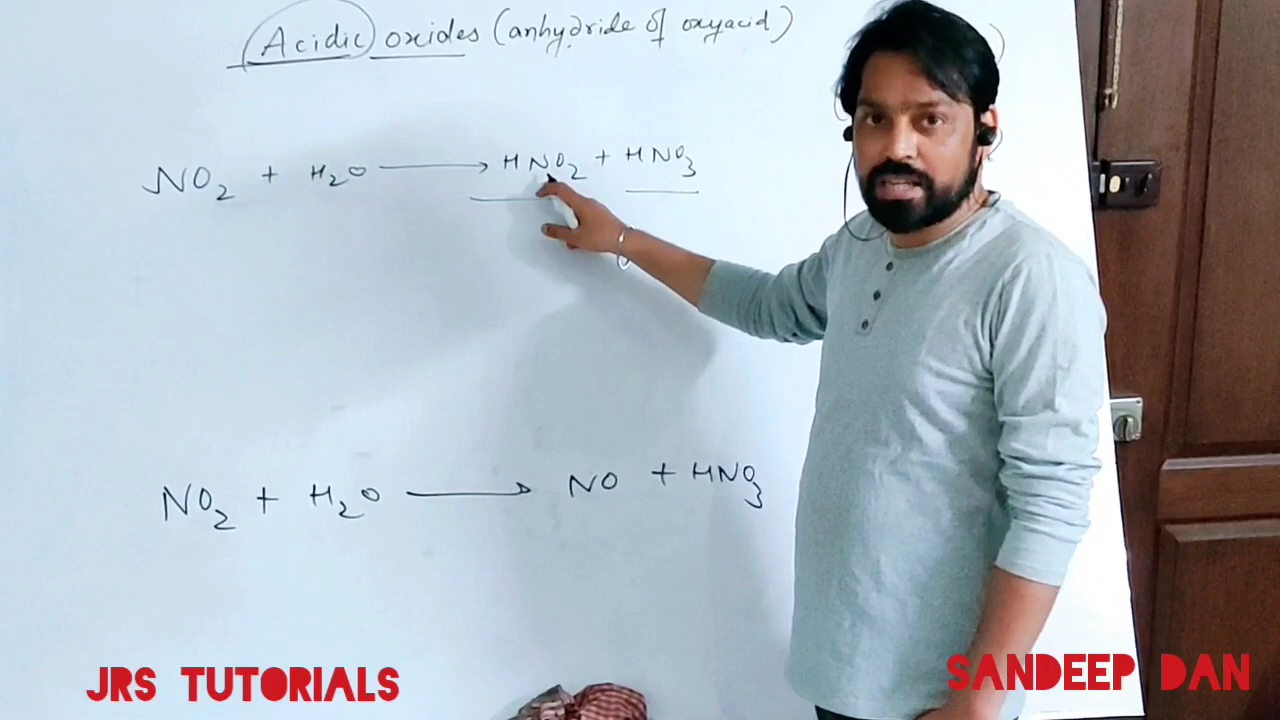 Acidic oxides (anhydride of oxyacid)
NO2 + H2O ⟶ HNO2 + HNO3
NO2 + H2O ⟶ NO + HNO3
JRS TUTORIALS
SANDEEP DAN